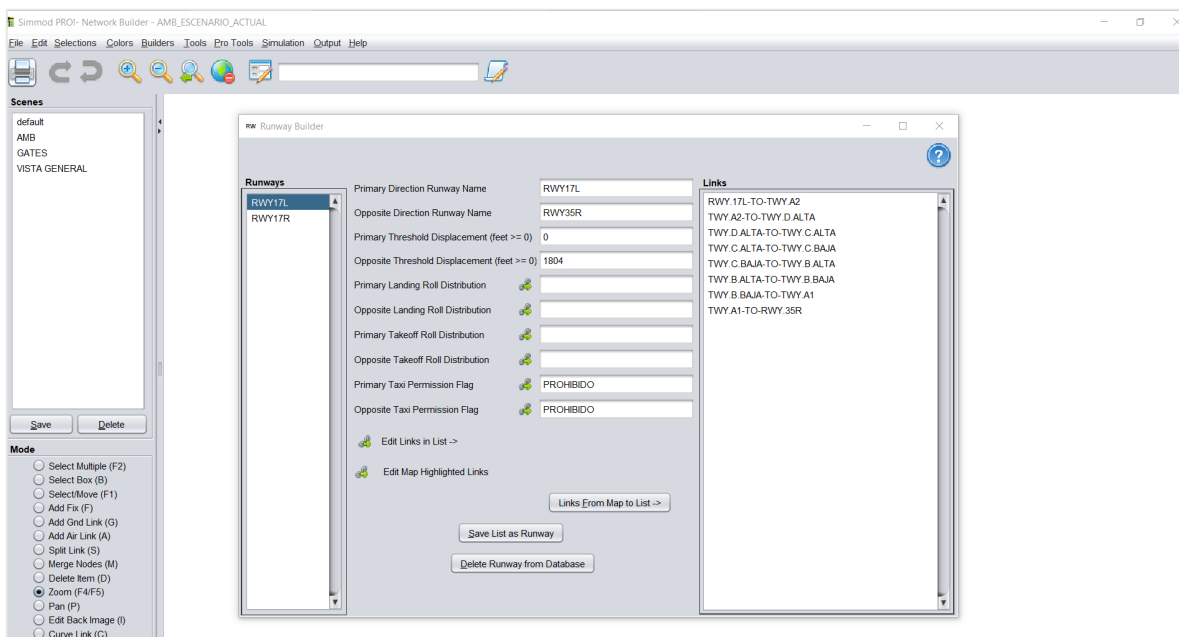 Simmod PRO!- Network Builder - AMB_ESCENARIO_ACTUAL
File Edit Selections Colors Builders Tools Pro Tools Simulation Output Help
Scenes
default
AMB
GATES
VISTA GENERAL
Save Delete
Mode
Select Multiple (F2)
Select Box (B)
Select/Move (F1)
Add Fix (F)
Add Gnd Link (G)
Add Air Link (A)
Split Link (S)
Merge Nodes (M)
Delete Item (D)
Zoom (F4/F5)
Pan (P)
Edit Back Image (I)
Curve Link (C)
RW Runway Builder
Runways
RWY17L
RWY17R
Primary Direction Runway Name RWY17L
Opposite Direction Runway Name RWY35R
Primary Threshold Displacement (feet >= 0) 0
Opposite Threshold Displacement (feet >= 0) 1804
Primary Landing Roll Distribution
Opposite Landing Roll Distribution
Primary Takeoff Roll Distribution
Opposite Takeoff Roll Distribution
Primary Taxi Permission Flag PROHIBIDO
Opposite Taxi Permission Flag PROHIBIDO
Edit Links in List ->
Edit Map Highlighted Links
Links From Map to List ->
Save List as Runway
Delete Runway from Database
Links
RWY.17L-TO-TWY.A2
TWY.A2-TO-TWY.D.ALTA
TWY.D.ALTA-TO-TWY.C.ALTA
TWY.C.ALTA-TO-TWY.C.BAJA
TWY.C.BAJA-TO-TWY.B.ALTA
TWY.B.ALTA-TO-TWY.B.BAJA
TWY.B.BAJA-TO-TWY.A1
TWY.A1-TO-RWY.35R